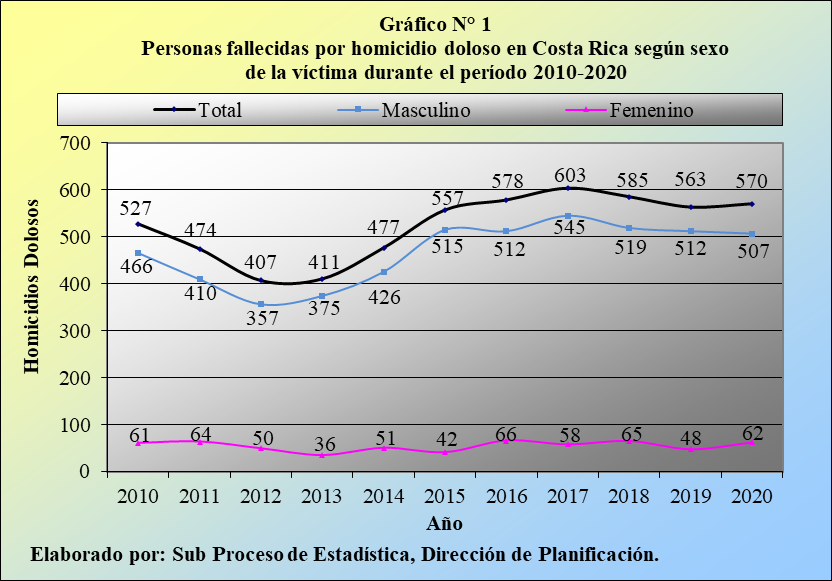 Gráfico N° 1
Personas fallecidas por homicidio doloso en Costa Rica según sexo
de la víctima durante el período 2010-2020
Total Masculino Femenino
Homicidios Dolosos
700
600
500
400
300
200
100
0
527 474 407 411 477 557 578 603 585 563 570
466 410 357 375 426 515 512 545 519 512 507
61 64 50 36 51 42 66 58 65 48 62
2010 2011 2012 2013 2014 2015 2016 2017 2018 2019 2020
Año
Elaborado por: Sub Proceso de Estadística, Dirección de Planificación.